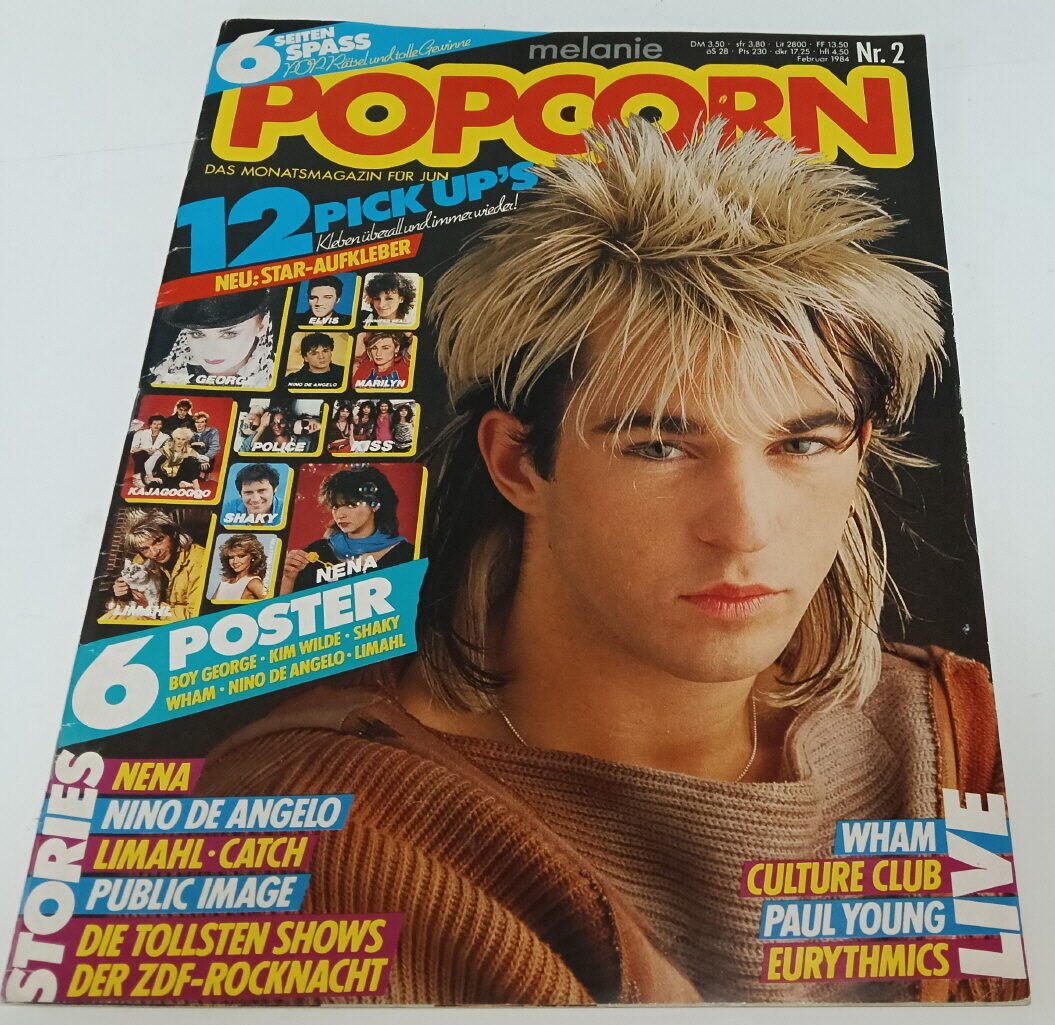 6 SEITEN
SPASS
POP, Rätsel und tolle Gewinne
melanie
DM 3,50 · sfr 3,80 · Lit 2800 · FF 13.50
öS 28 · Pts 230 · dkr 17,25 · hfl 4.50
Februar 1984 Nr. 2
POPCORN
DAS MONATSMAGAZIN FÜR JUN
12 PICK UP'S
Kleben überall und immer wieder!
NEU: STAR-AUFKLEBER
GEORG
ELVIS
NINO DE ANGELO
MARILYN
KAJAGOOGOO
POLICE
KISS
SHAKY
LIMAHL
NENA
6 POSTER
BOY GEORGE · KIM WILDE · SHAKY
WHAM · NINO DE ANGELO · LIMAHL
STORIES
NENA
NINO DE ANGELO
LIMAHL · CATCH
PUBLIC IMAGE
DIE TOLLSTEN SHOWS
DER ZDF-ROCKNACHT
LIVE
WHAM
CULTURE CLUB
PAUL YOUNG
EURYTHMICS